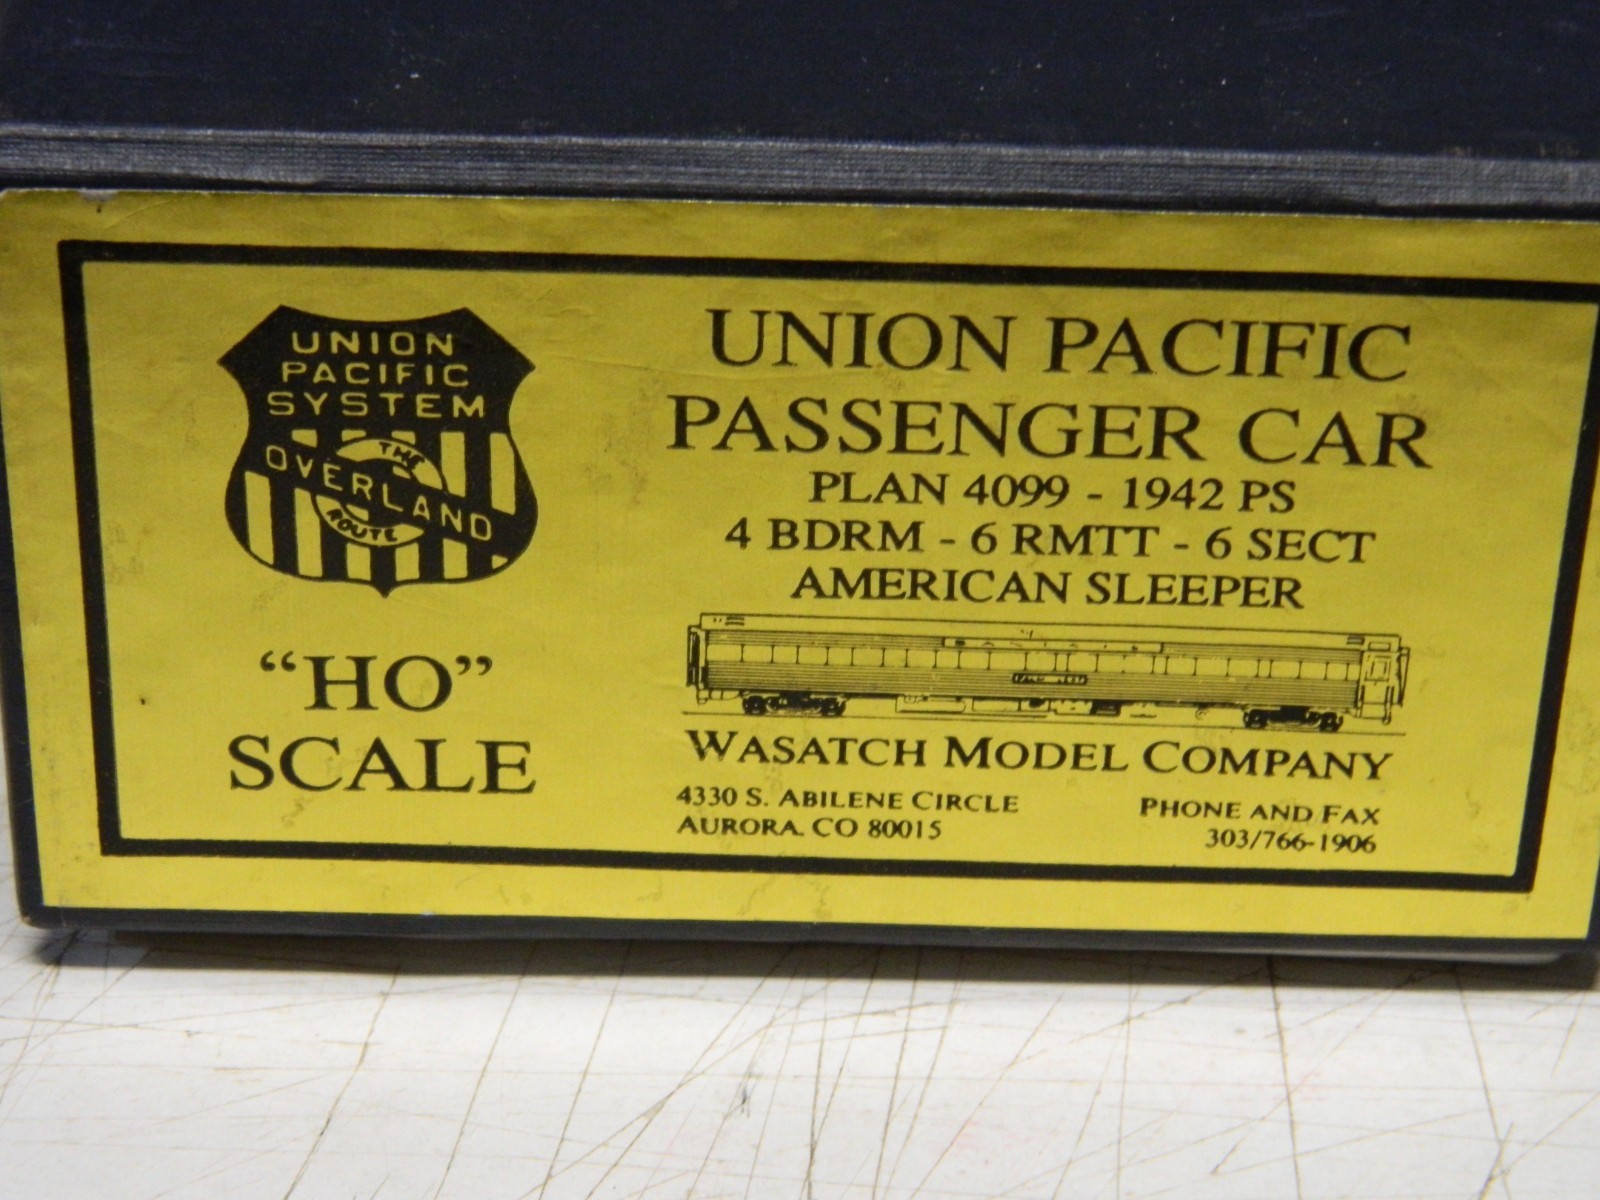 UNION
PACIFIC
SYSTEM
THE
OVERLAND
ROUTE
"HO"
SCALE
UNION PACIFIC
PASSENGER CAR
PLAN 4099 - 1942 PS
4 BDRM - 6 RMTT - 6 SECT
AMERICAN SLEEPER
WASATCH MODEL COMPANY
4330 S. ABILENE CIRCLE
AURORA, CO 80015
PHONE AND FAX
303/766-1906